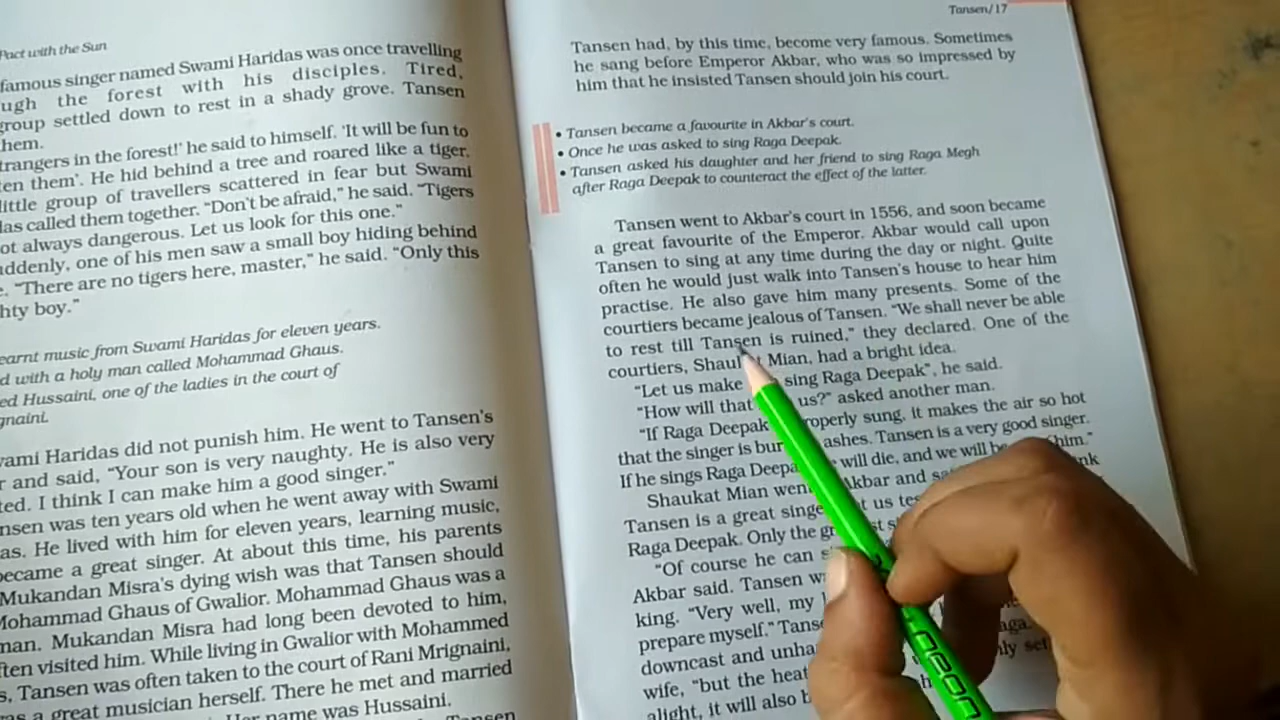 Pact with the Sun
famous singer named Swami Haridas was once travelling
ugh the forest with his disciples. Tired,
group settled down to rest in a shady grove. Tansen
hem.
trangers in the forest!' he said to himself. 'It will be fun to
en them'. He hid behind a tree and roared like a tiger.
little group of travellers scattered in fear but Swami
das called them together. "Don't be afraid," he said. "Tigers
ot always dangerous. Let us look for this one."
uddenly, one of his men saw a small boy hiding behind
e. "There are no tigers here, master," he said. "Only this
hty boy."
earnt music from Swami Haridas for eleven years.
d with a holy man called Mohammad Ghaus.
ed Hussaini, one of the ladies in the court of
gnaini.
wami Haridas did not punish him. He went to Tansen's
r and said, "Your son is very naughty. He is also very
ted. I think I can make him a good singer."
nsen was ten years old when he went away with Swami
as. He lived with him for eleven years, learning music,
ecame a great singer. At about this time, his parents
Mukandan Misra's dying wish was that Tansen should
Mohammad Ghaus of Gwalior. Mohammad Ghaus was a
man. Mukandan Misra had long been devoted to him,
ften visited him. While living in Gwalior with Mohammed
s, Tansen was often taken to the court of Rani Mrignaini,
as a great musician herself. There he met and married
Her name was Hussaini.
Tansen
Tansen/17
Tansen had, by this time, become very famous. Sometimes
he sang before Emperor Akbar, who was so impressed by
him that he insisted Tansen should join his court.
• Tansen became a favourite in Akbar's court.
• Once he was asked to sing Raga Deepak.
• Tansen asked his daughter and her friend to sing Raga Megh
after Raga Deepak to counteract the effect of the latter.
Tansen went to Akbar's court in 1556, and soon became
a great favourite of the Emperor. Akbar would call upon
Tansen to sing at any time during the day or night. Quite
often he would just walk into Tansen's house to hear him
practise. He also gave him many presents. Some of the
courtiers became jealous of Tansen. "We shall never be able
to rest till Tansen is ruined," they declared. One of the
courtiers, Shaukat Mian, had a bright idea.
"Let us make sing Raga Deepak", he said.
"How will that us?" asked another man.
"If Raga Deepak properly sung, it makes the air so hot
that the singer is bur ashes. Tansen is a very good singer.
If he sings Raga Deepa will die, and we will be him."
Shaukat Mian wen Akbar and sa
Tansen is a great singe t us tes
Raga Deepak. Only the gr st s
"Of course he can s
Akbar said. Tansen w
king. "Very well, my l
prepare myself." Tanse aga.
downcast and unha nly set
wife, "but the heat
alight, it will also b
neon